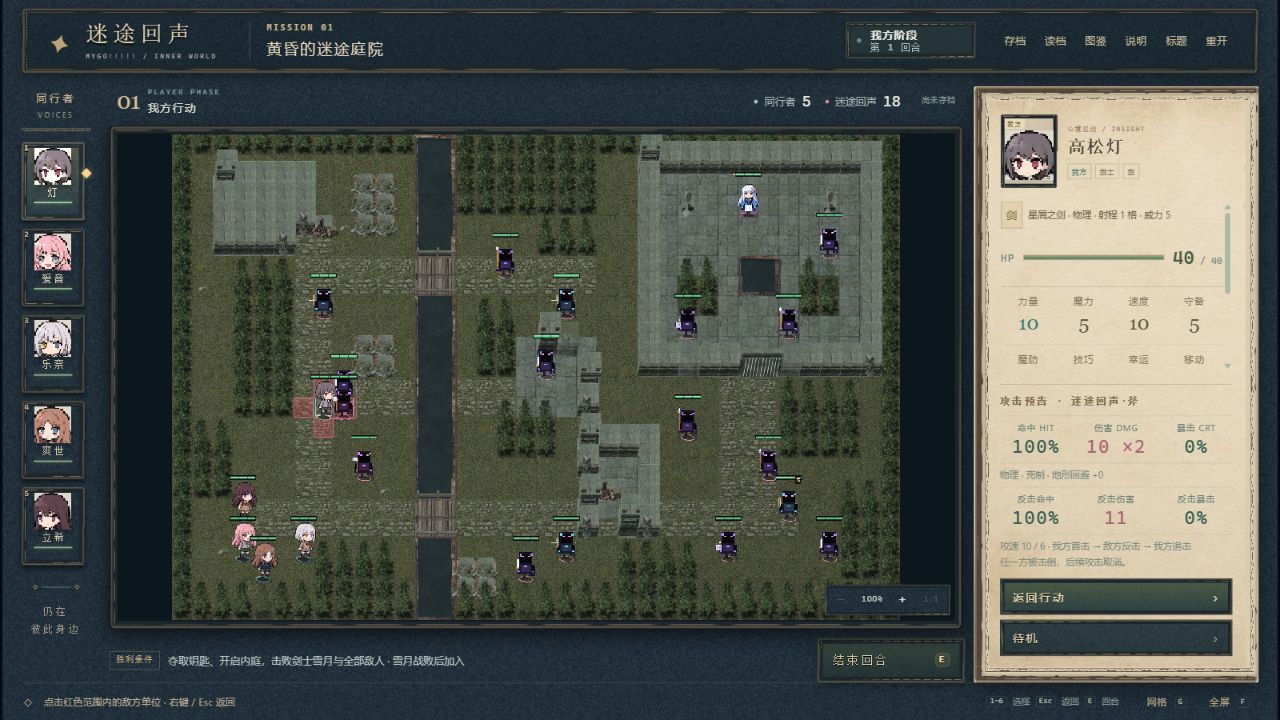 迷途回声
MYGO!!!!! / INNER WORLD
MISSION 01
黄昏的迷途庭院
我方阶段
第 1 回合
存档 读档 图鉴 说明 标题 重开
同行者
VOICES
01
PLAYER PHASE
我方行动
同行者 5 迷途回声 18 尚未存档
1
灯
2
爱音
3
乐奈
4
爽世
5
立希
仍在
彼此身边
我方
心理感 / INSIGHT
高松灯
我方 剑士 剑
剑 星屑之剑·物理·射程 1 格·威力 5
HP 40 / 40
力量 魔力 速度 守备
10 5 10 5
魔防 技巧 幸运 移动
攻击预告 · 迷途回声·斧
命中 HIT 伤害 DMG 暴击 CRT
100% 10 ×2 0%
物理 · 克制 · 地形回避 +0
反击命中 反击伤害 反击暴击
100% 11 0%
攻速 10 / 6 · 我方首击 → 敌方反击 → 我方追击
任一方被击倒，后续攻击取消。
返回行动 ›
待机 ›
− 100% + 1:1
胜利条件 夺取钥匙、开启内庭，击败剑士雪月与全部敌人 · 雪月战败后加入
结束回合 E
点击红色范围内的敌方单位 · 右键 / Esc 返回
1-6 选择 Esc 返回 E 回合 网格 G 全屏 F